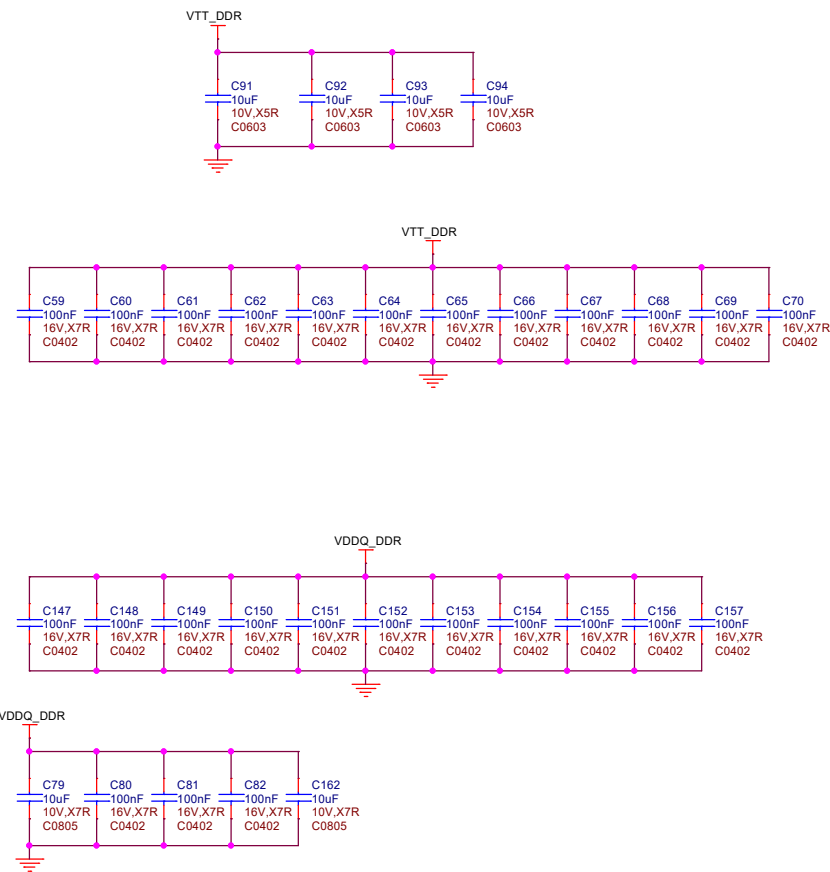 VTT_DDR
C91 C92 C93 C94
10uF 10uF 10uF 10uF
10V,X5R 10V,X5R 10V,X5R 10V,X5R
C0603 C0603 C0603 C0603
VTT_DDR
C59 C60 C61 C62 C63 C64 C65 C66 C67 C68 C69 C70
100nF 100nF 100nF 100nF 100nF 100nF 100nF 100nF 100nF 100nF 100nF 100nF
16V,X7R 16V,X7R 16V,X7R 16V,X7R 16V,X7R 16V,X7R 16V,X7R 16V,X7R 16V,X7R 16V,X7R 16V,X7R 16V,X7R
C0402 C0402 C0402 C0402 C0402 C0402 C0402 C0402 C0402 C0402 C0402 C0402
VDDQ_DDR
C147 C148 C149 C150 C151 C152 C153 C154 C155 C156 C157
100nF 100nF 100nF 100nF 100nF 100nF 100nF 100nF 100nF 100nF 100nF
16V,X7R 16V,X7R 16V,X7R 16V,X7R 16V,X7R 16V,X7R 16V,X7R 16V,X7R 16V,X7R 16V,X7R 16V,X7R
C0402 C0402 C0402 C0402 C0402 C0402 C0402 C0402 C0402 C0402 C0402
VDDQ_DDR
C79 C80 C81 C82 C162
10uF 100nF 100nF 100nF 10uF
10V,X7R 16V,X7R 16V,X7R 16V,X7R 10V,X7R
C0805 C0402 C0402 C0402 C0805